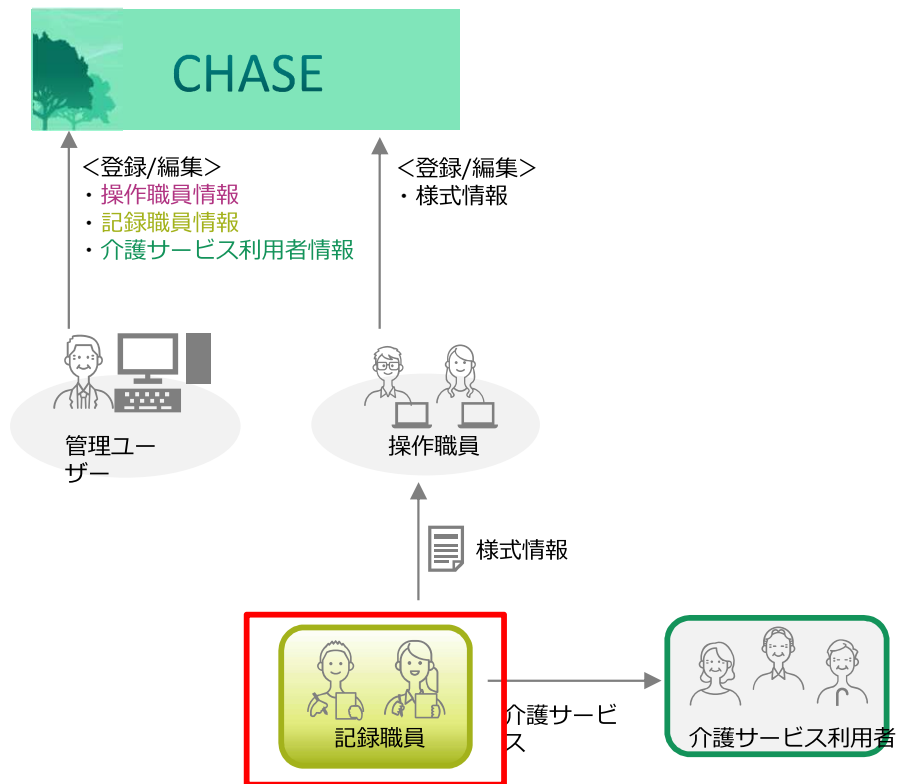 CHASE
＜登録/編集＞
・操作職員情報
・記録職員情報
・介護サービス利用者情報
＜登録/編集＞
・様式情報
管理ユー
ザー
操作職員
様式情報
記録職員
介護サービ
ス
介護サービス利用者